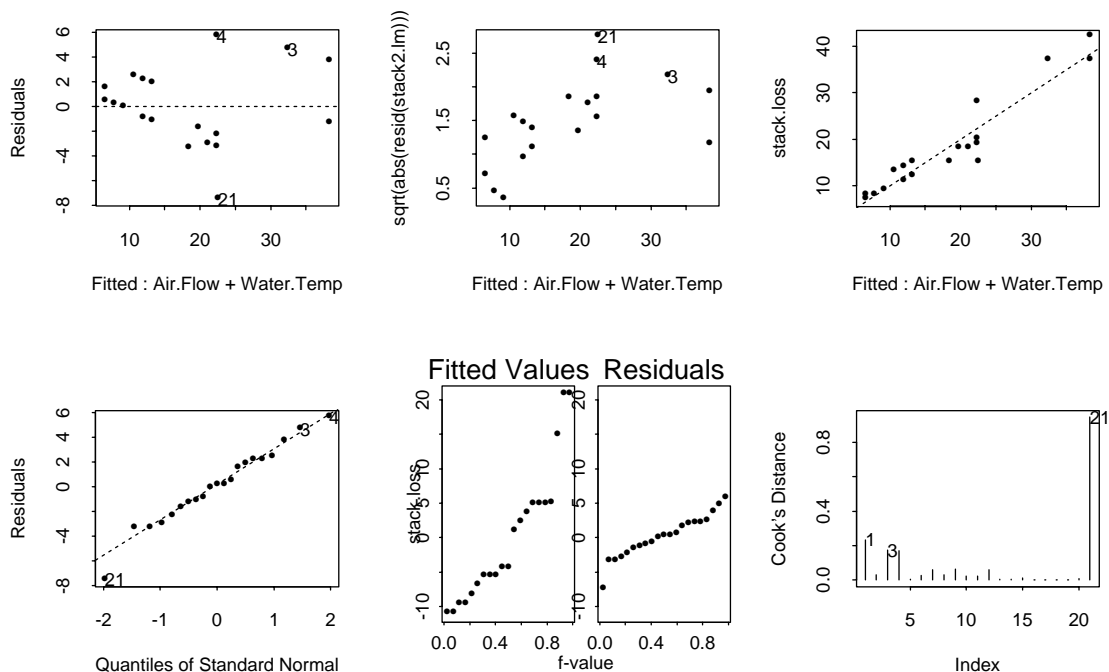 Residuals
6
4
2
0
-4
-8
4
3
21
10 20 30
Fitted : Air.Flow + Water.Temp
sqrt(abs(resid(stack2.lm)))
2.5
1.5
0.5
21
4
3
10 20 30
Fitted : Air.Flow + Water.Temp
stack.loss
40
30
20
10
10 20 30
Fitted : Air.Flow + Water.Temp
Residuals
6
4
2
0
-4
-8
4
3
21
-2 -1 0 1 2
Quantiles of Standard Normal
Fitted Values Residuals
stack.loss
20
10
5
0
-10
20
10
5
0
-10
0.0 0.4 0.8 0.0 0.4 0.8
f-value
Cook's Distance
0.8
0.4
0.0
21
1
3
5 10 15 20
Index